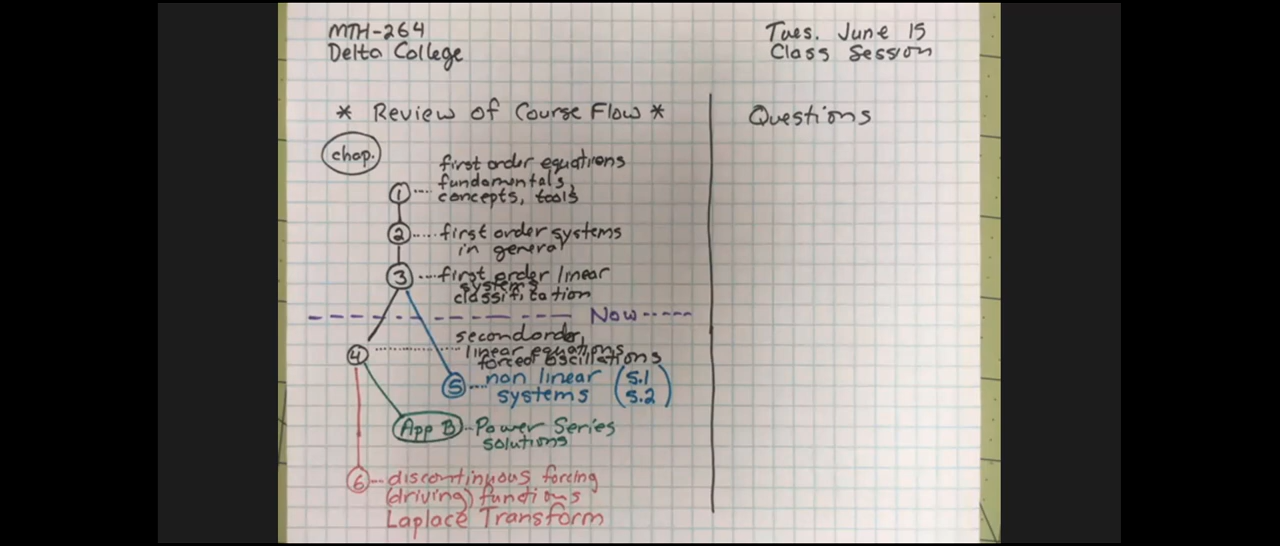 MTH-264
Delta College
Tues. June 15
Class Session
* Review of Course Flow *
Questions
chap.
first order equations
1 fundamentals,
concepts, tools
2 first order systems
in general
3 first order linear
systems
classification
Now
second order,
4 linear equations
forced oscillations
5 non linear (5.1
systems 5.2)
App B Power Series
solutions
6 discontinuous forcing
(driving) functions
Laplace Transform